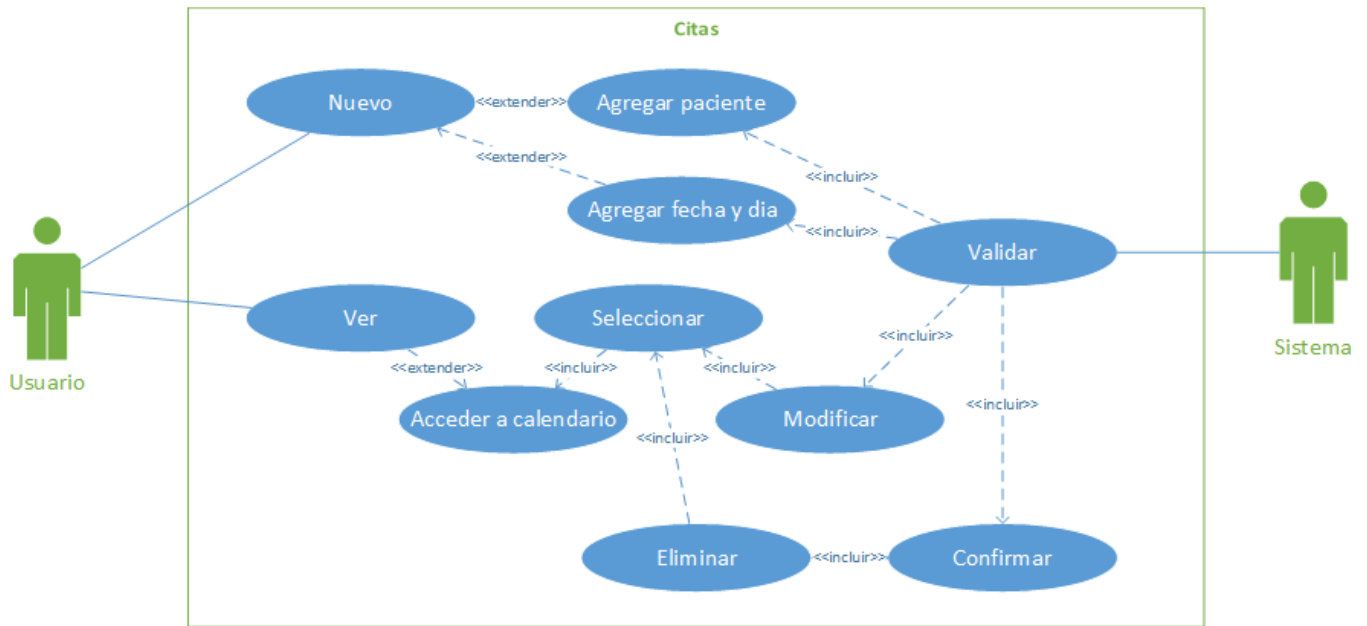 Citas
Nuevo
<<extender>>
Agregar paciente
<<extender>>
<<incluir>>
Agregar fecha y dia
<<incluir>>
Validar
Usuario
Ver
Seleccionar
<<incluir>>
Sistema
<<extender>>
<<incluir>>
<<incluir>>
Acceder a calendario
Modificar
<<incluir>>
<<incluir>>
Eliminar
<<incluir>>
Confirmar